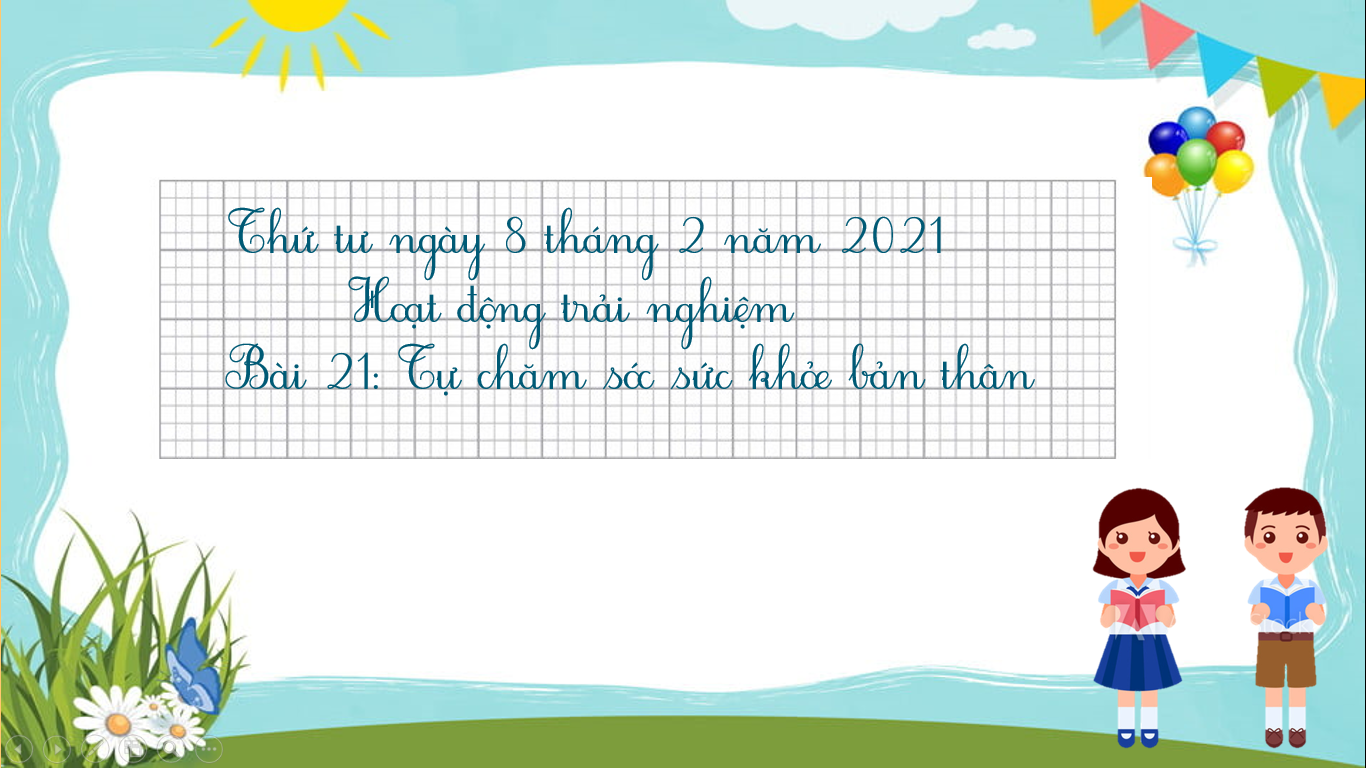 Thứ tư ngày 8 tháng 2 năm 2021
Hoạt động trải nghiệm
Bài 21: Tự chăm sóc sức khỏe bản thân